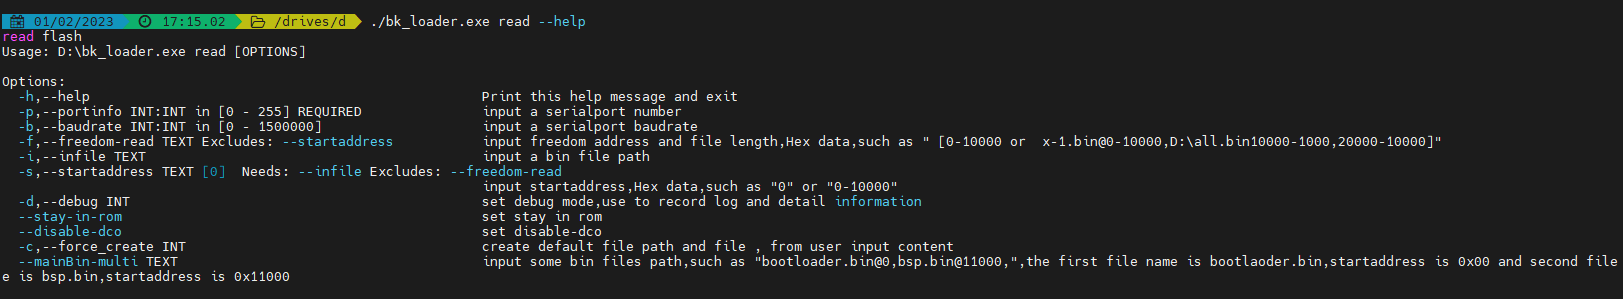 01/02/2023 17:15.02 /drives/d ./bk_loader.exe read --help
read flash
Usage: D:\bk_loader.exe read [OPTIONS]
Options:
-h,--help Print this help message and exit
-p,--portinfo INT:INT in [0 - 255] REQUIRED input a serialport number
-b,--baudrate INT:INT in [0 - 1500000] input a serialport baudrate
-f,--freedom-read TEXT Excludes: --startaddress input freedom address and file length,Hex data,such as " [0-10000 or  x-1.bin@0-10000,D:\all.bin10000-1000,20000-10000]"
-i,--infile TEXT input a bin file path
-s,--startaddress TEXT [0]  Needs: --infile Excludes: --freedom-read
input startaddress,Hex data,such as "0" or "0-10000"
-d,--debug INT set debug mode,use to record log and detail information
--stay-in-rom set stay in rom
--disable-dco set disable-dco
-c,--force_create INT create default file path and file , from user input content
--mainBin-multi TEXT input some bin files path,such as "bootloader.bin@0,bsp.bin@11000,",the first file name is bootlaoder.bin,startaddress is 0x00 and second file
e is bsp.bin,startaddress is 0x11000